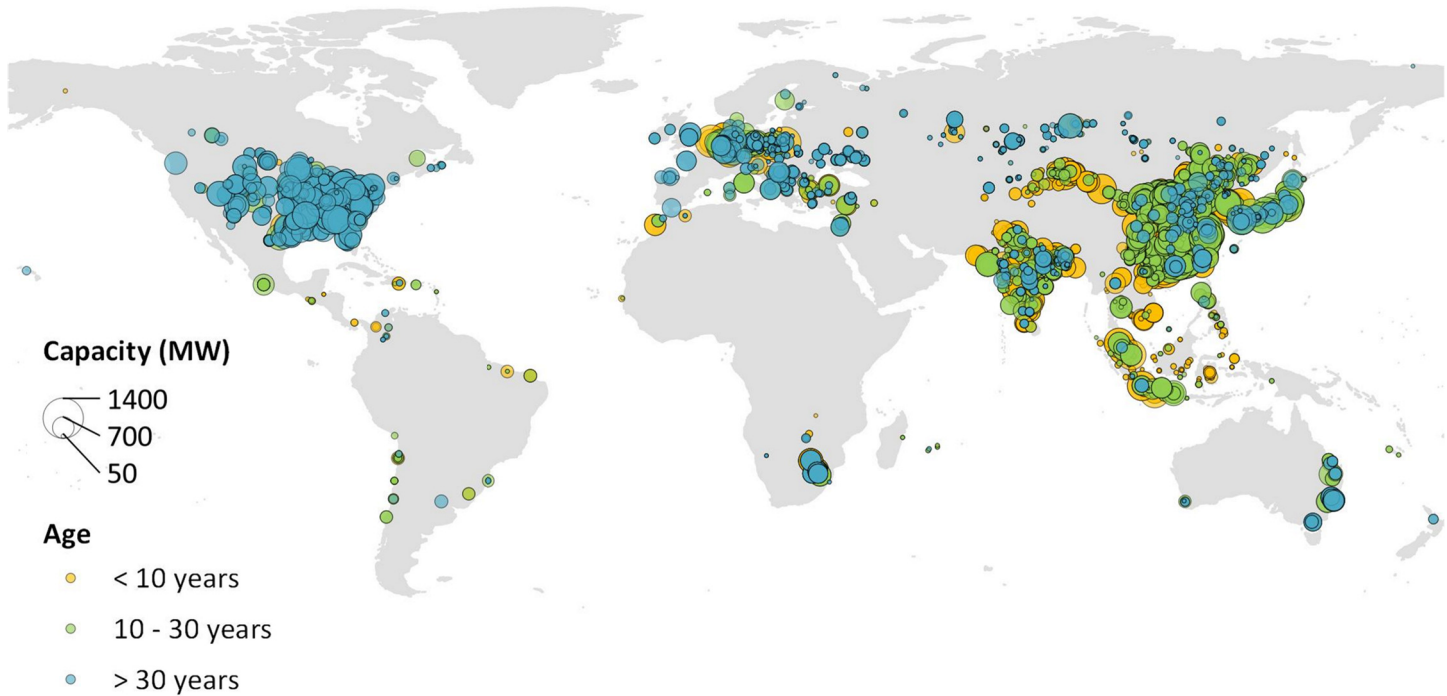 Capacity (MW)
1400
700
50
Age
< 10 years
10 - 30 years
> 30 years